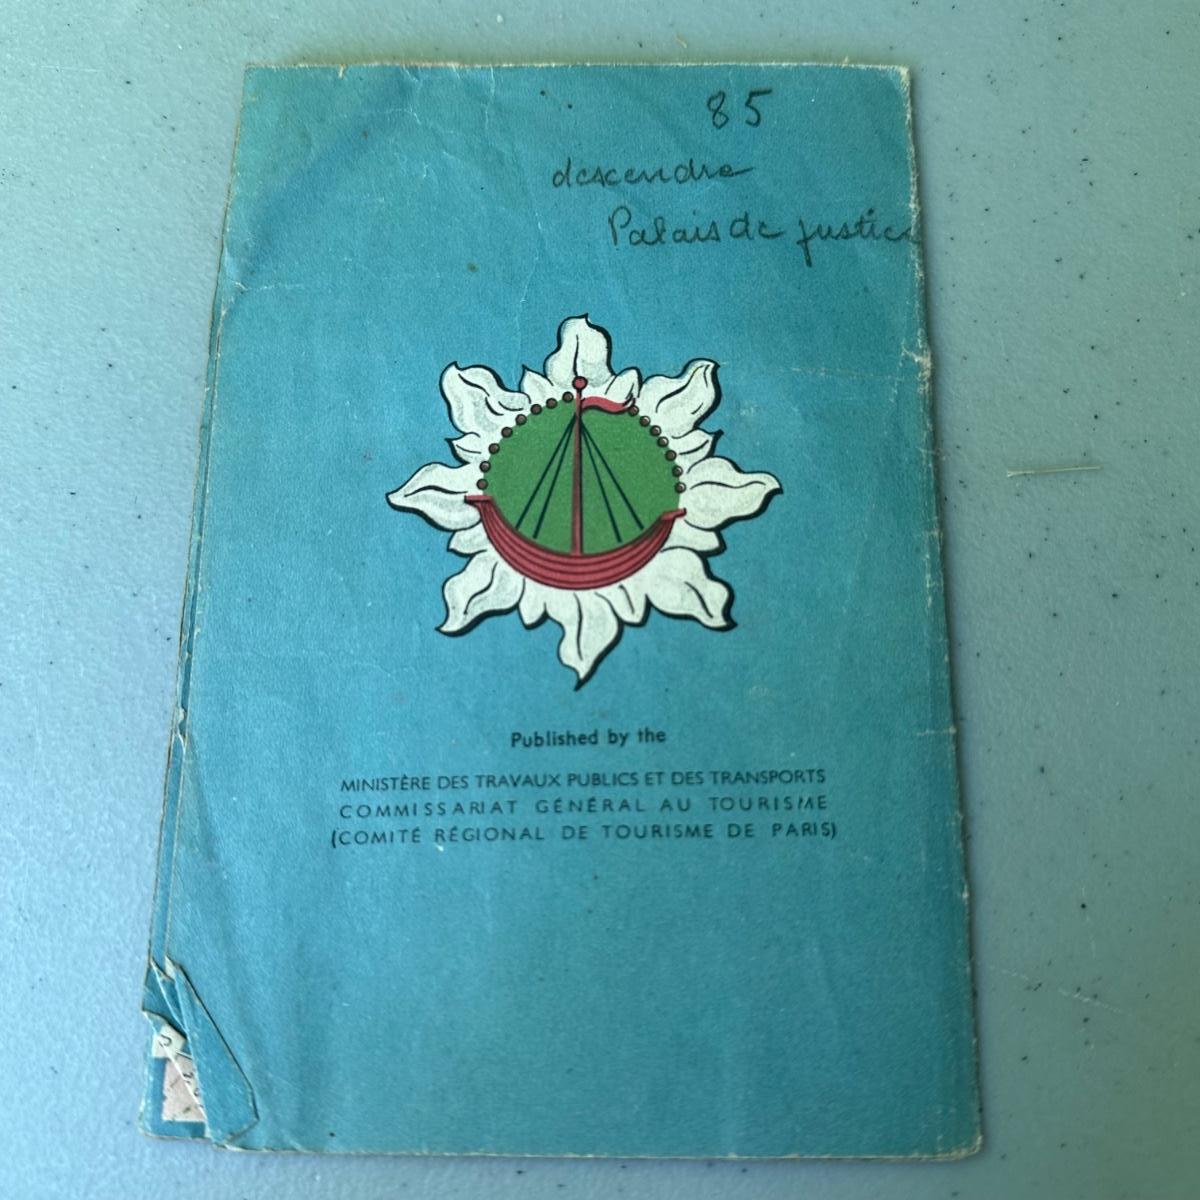 85
descendre
Palais de justice
Published by the
MINISTÈRE DES TRAVAUX PUBLICS ET DES TRANSPORTS
COMMISSARIAT GÉNÉRAL AU TOURISME
(COMITÉ RÉGIONAL DE TOURISME DE PARIS)